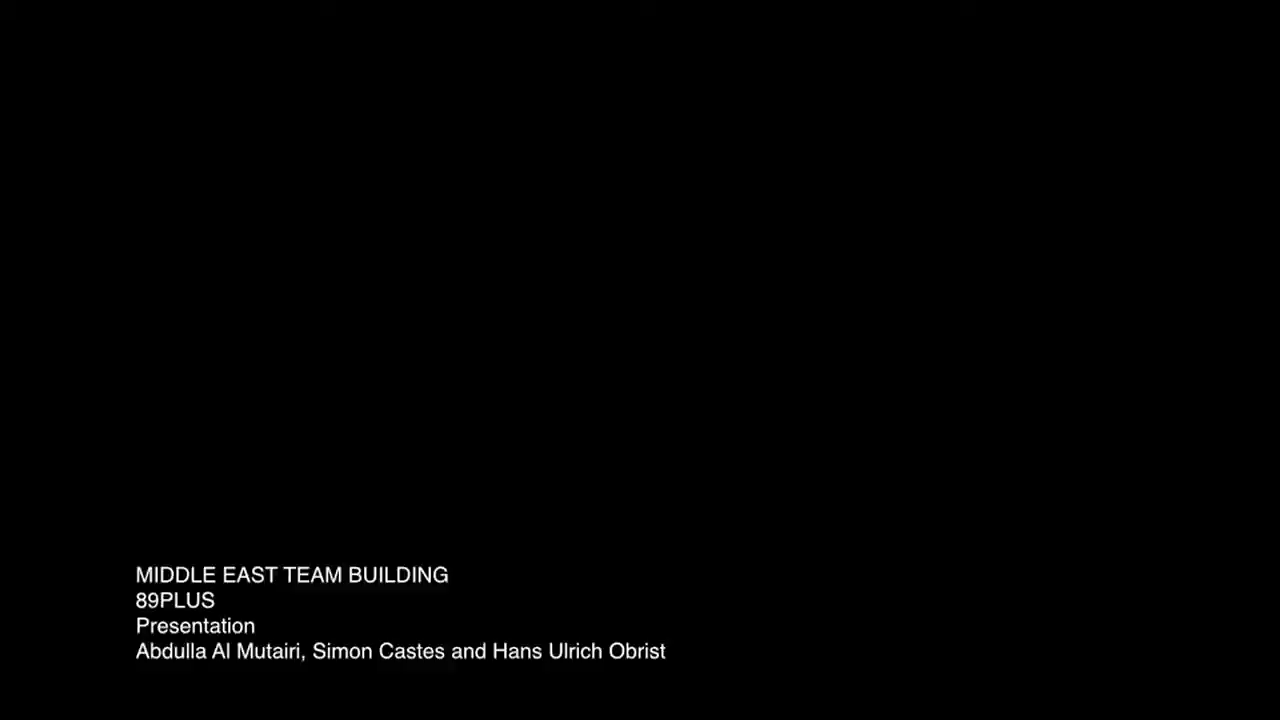 MIDDLE EAST TEAM BUILDING
89PLUS
Presentation
Abdulla Al Mutairi, Simon Castes and Hans Ulrich Obrist